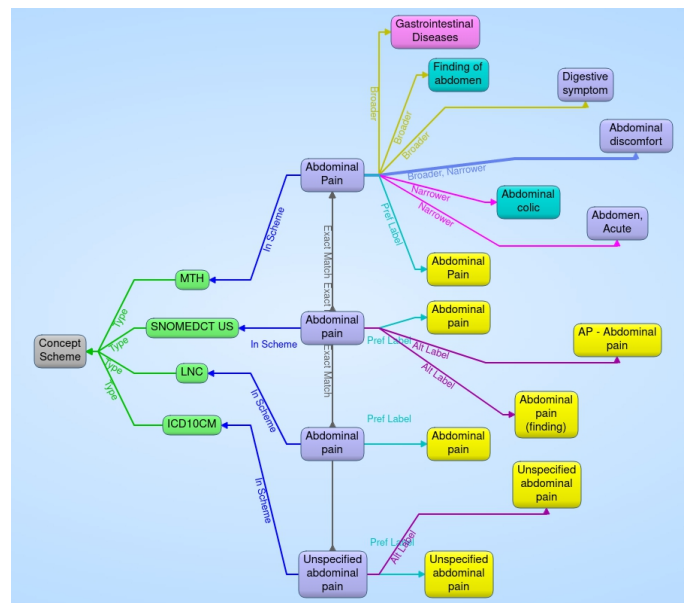 Gastrointestinal
Diseases
Finding of
abdomen
Digestive
symptom
Abdominal
discomfort
Broader
Broader
Broader
Abdominal
Pain
Broader, Narrower
Narrower
Narrower
Abdominal
colic
Abdomen,
Acute
Pref Label
Abdominal
Pain
In Scheme
Exact Match
Exact
MTH
Type
SNOMEDCT US
Type
In Scheme
Abdominal
pain
Pref Label
Abdominal
pain
Alt Label
AP - Abdominal
pain
Alt Label
Abdominal
pain
(finding)
Concept
Scheme
Exact Match
LNC
Type
In Scheme
Abdominal
pain
Pref Label
Abdominal
pain
ICD10CM
Type
In Scheme
Unspecified
abdominal
pain
Alt Label
Unspecified
abdominal
pain
Pref Label
Unspecified
abdominal
pain